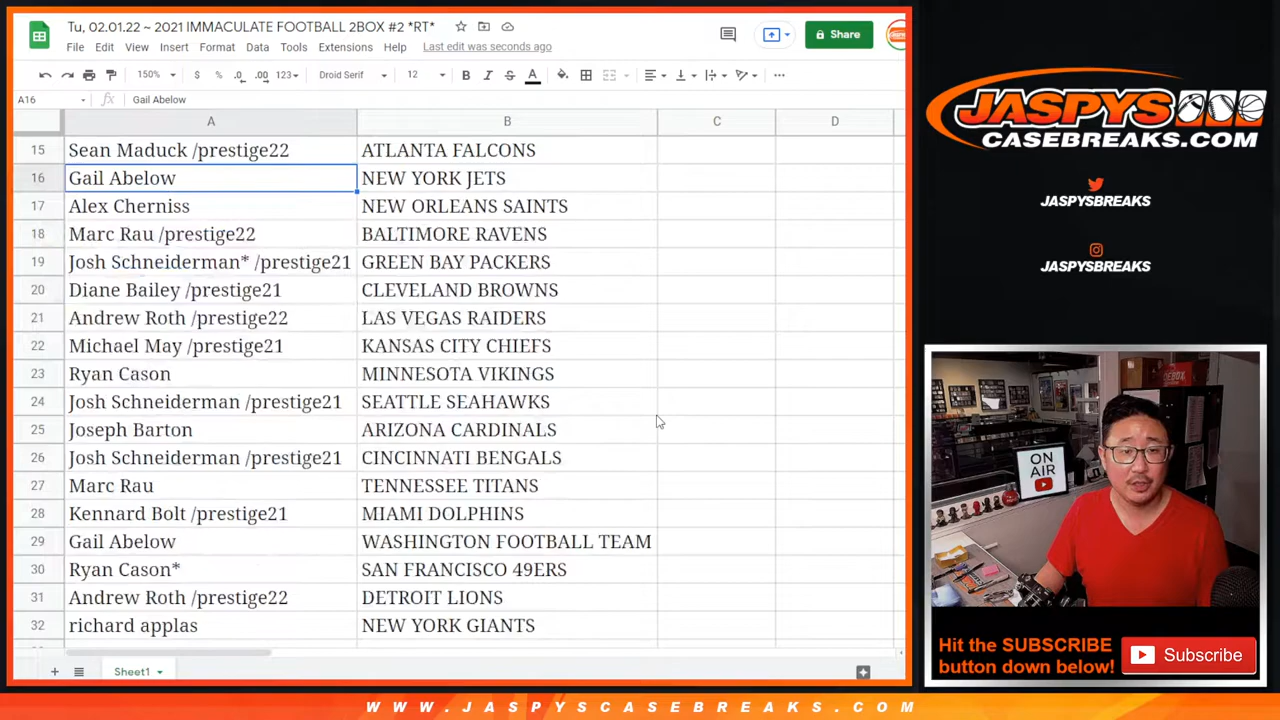 Tu, 02.01.22 ~ 2021 IMMACULATE FOOTBALL 2BOX #2 *RT*
File Edit View Insert Format Data Tools Extensions Help Last edit was seconds ago
Share
150% $ % .0 .00 123 Droid Serif 12 B I S A
A16 fx Gail Abelow
A B C D
15 Sean Maduck /prestige22 ATLANTA FALCONS
16 Gail Abelow NEW YORK JETS
17 Alex Cherniss NEW ORLEANS SAINTS
18 Marc Rau /prestige22 BALTIMORE RAVENS
19 Josh Schneiderman* /prestige21 GREEN BAY PACKERS
20 Diane Bailey /prestige21 CLEVELAND BROWNS
21 Andrew Roth /prestige22 LAS VEGAS RAIDERS
22 Michael May /prestige21 KANSAS CITY CHIEFS
23 Ryan Cason MINNESOTA VIKINGS
24 Josh Schneiderman /prestige21 SEATTLE SEAHAWKS
25 Joseph Barton ARIZONA CARDINALS
26 Josh Schneiderman /prestige21 CINCINNATI BENGALS
27 Marc Rau TENNESSEE TITANS
28 Kennard Bolt /prestige21 MIAMI DOLPHINS
29 Gail Abelow WASHINGTON FOOTBALL TEAM
30 Ryan Cason* SAN FRANCISCO 49ERS
31 Andrew Roth /prestige22 DETROIT LIONS
32 richard applas NEW YORK GIANTS
Sheet1
JASPYS
CASEBREAKS.COM
JASPYSBREAKS
JASPYSBREAKS
ON
AIR
Hit the SUBSCRIBE
button down below!
Subscribe
WWW.JASPYSCASEBREAKS.COM